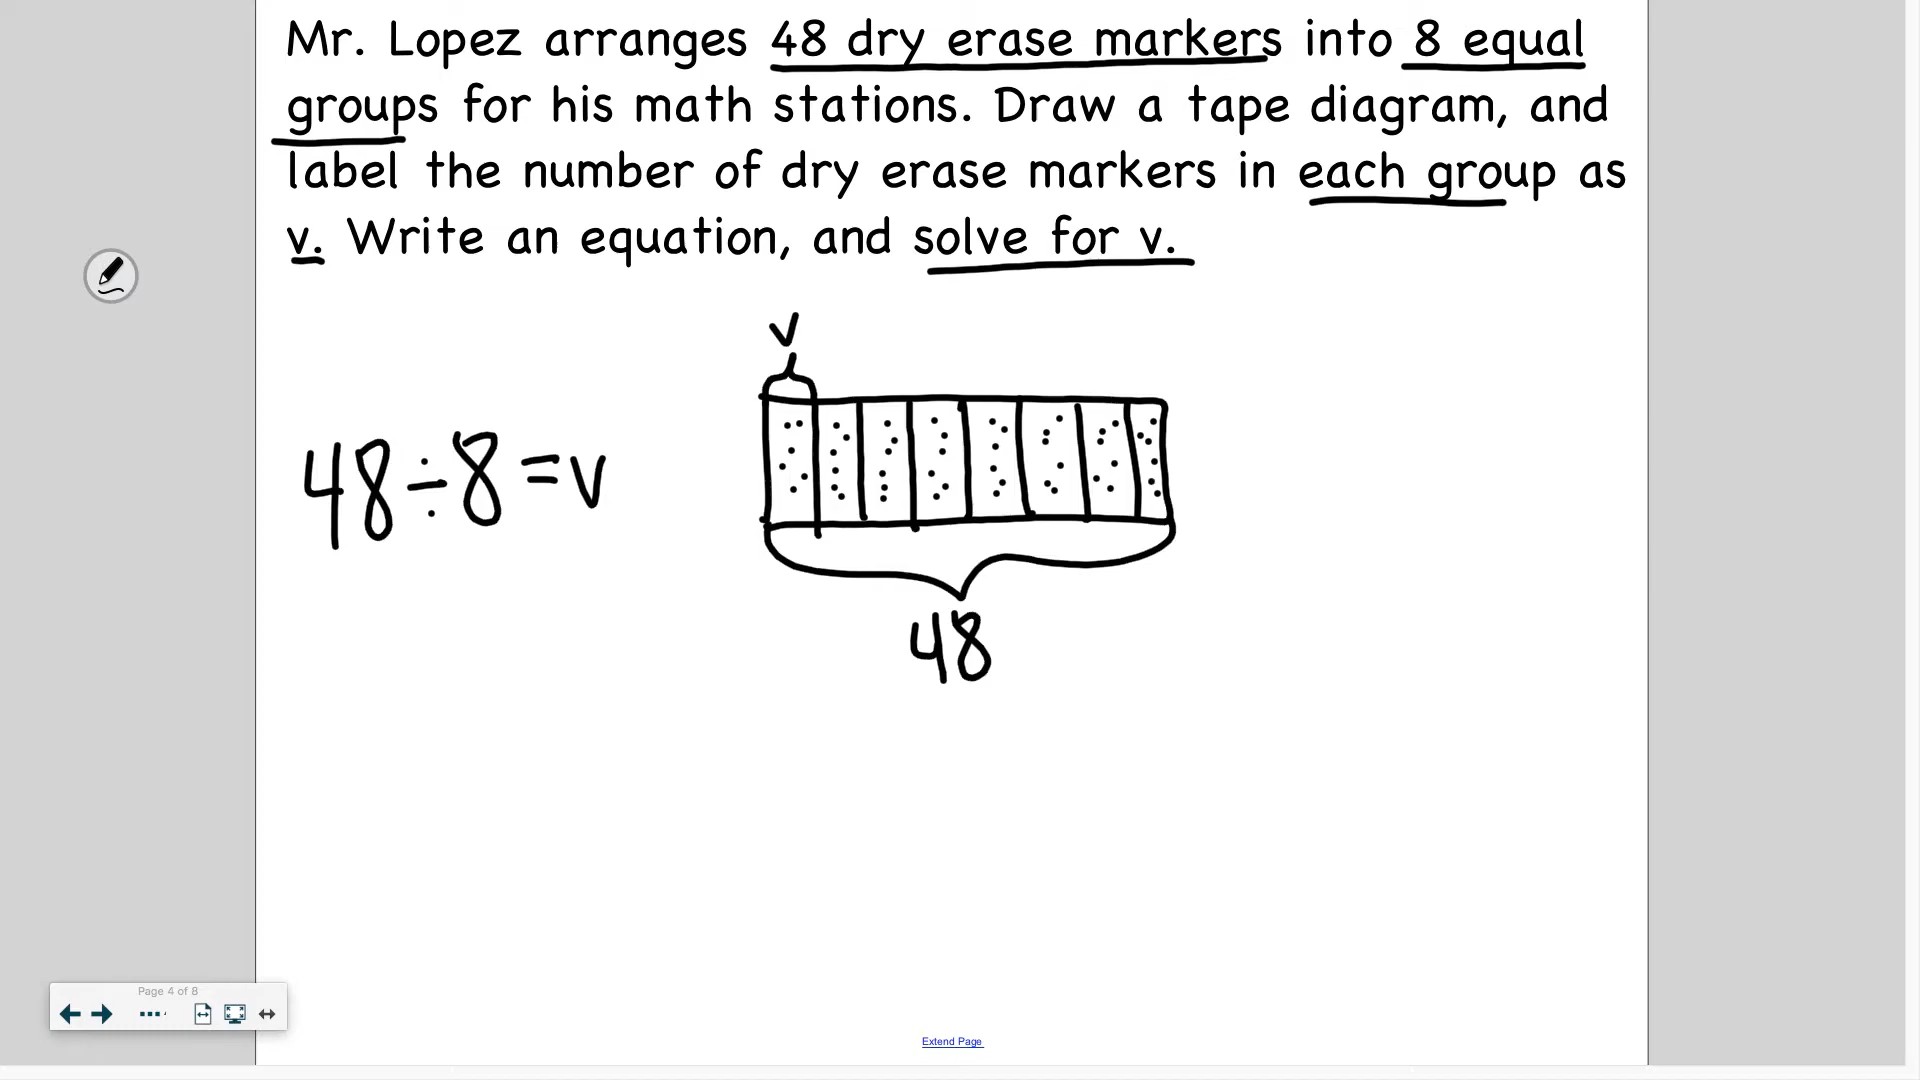 Mr. Lopez arranges 48 dry erase markers into 8 equal
groups for his math stations. Draw a tape diagram, and
label the number of dry erase markers in each group as
v. Write an equation, and solve for v.
v
48÷8=v
48
Page 4 of 8
Extend Page